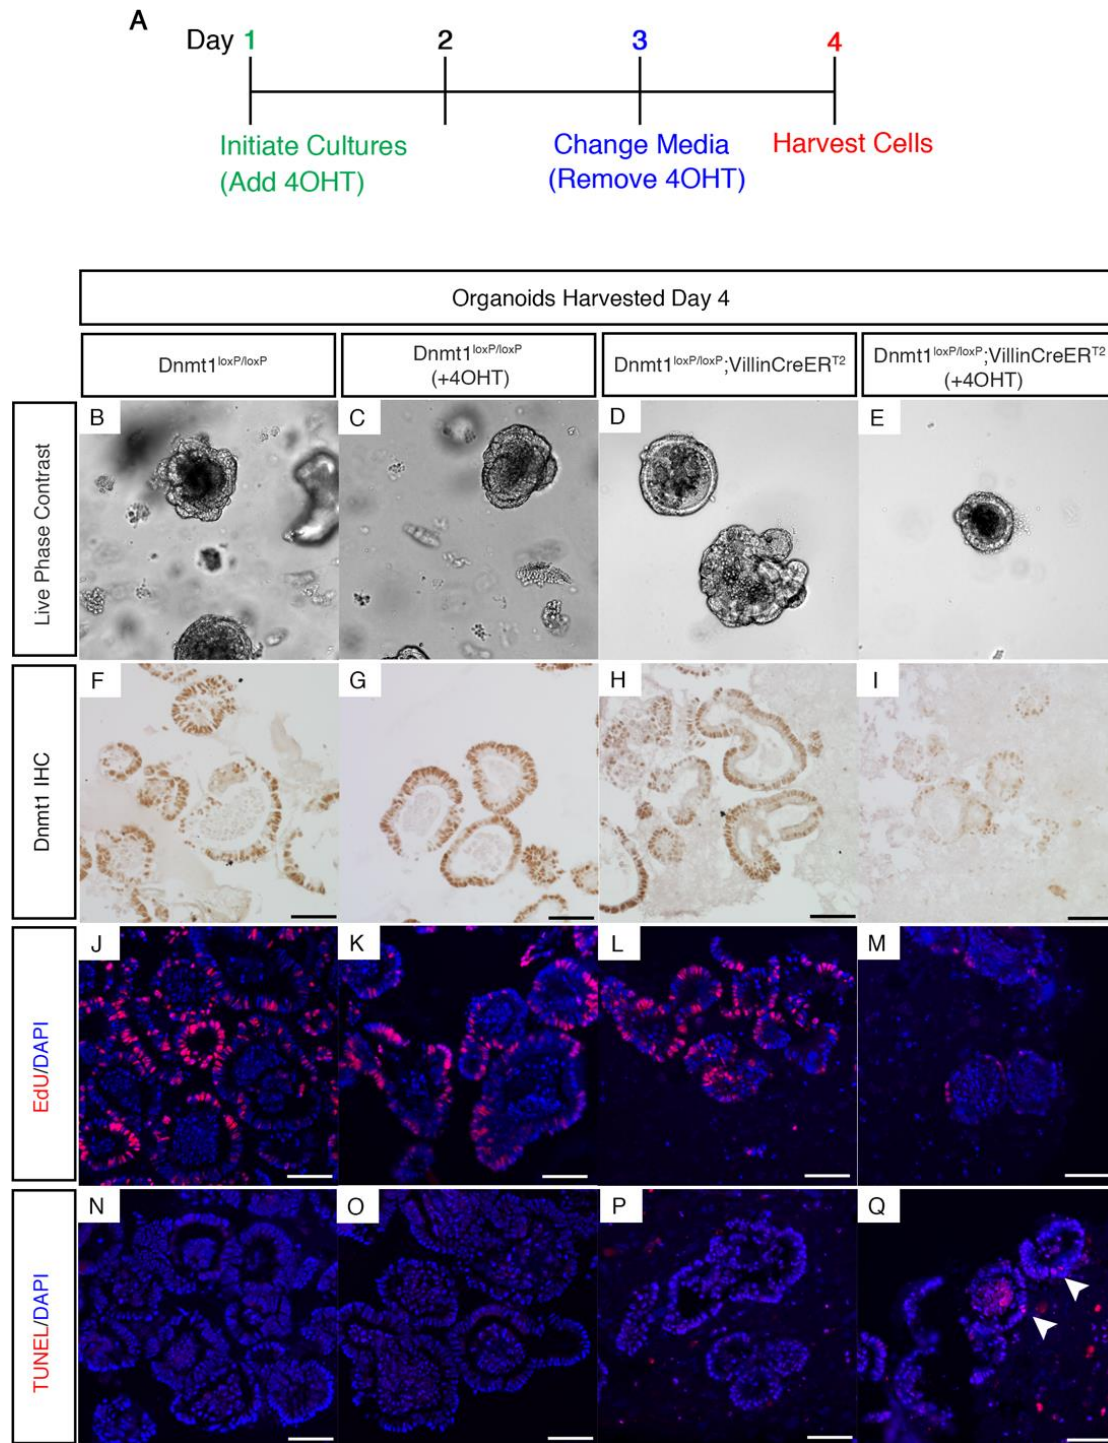 A
Day 1 2 3 4
Initiate Cultures
(Add 4OHT)
Change Media
(Remove 4OHT)
Harvest Cells
Organoids Harvested Day 4
Dnmt1loxP/loxP
Dnmt1loxP/loxP
(+4OHT)
Dnmt1loxP/loxP;VillinCreERT2
Dnmt1loxP/loxP;VillinCreERT2
(+4OHT)
Live Phase Contrast
B
C
D
E
Dnmt1 IHC
F
G
H
I
EdU/DAPI
J
K
L
M
TUNEL/DAPI
N
O
P
Q